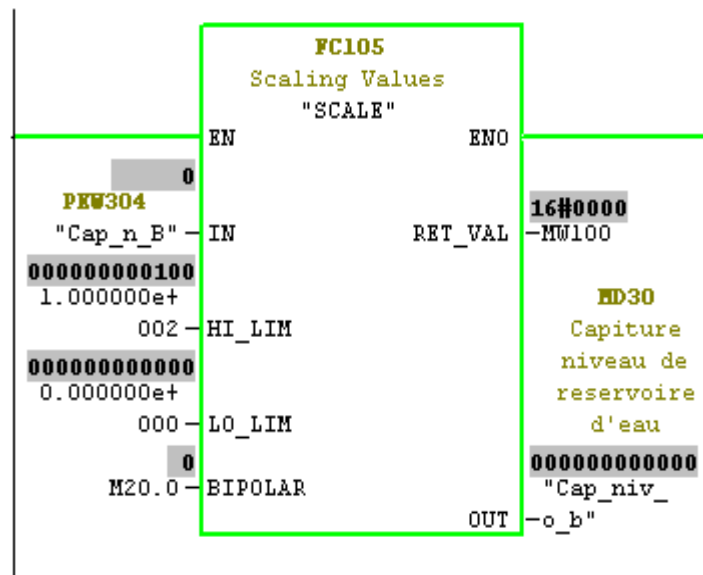 FC105
Scaling Values
"SCALE"
EN ENO
0
PEW304
"Cap_n_B" IN
16#0000
RET_VAL MW100
000000000100
1.000000e+
002 HI_LIM
000000000000
0.000000e+
000 LO_LIM
0
M20.0 BIPOLAR
MD30
Capiture
niveau de
reservoire
d'eau
000000000000
"Cap_niv_
OUT o_b"